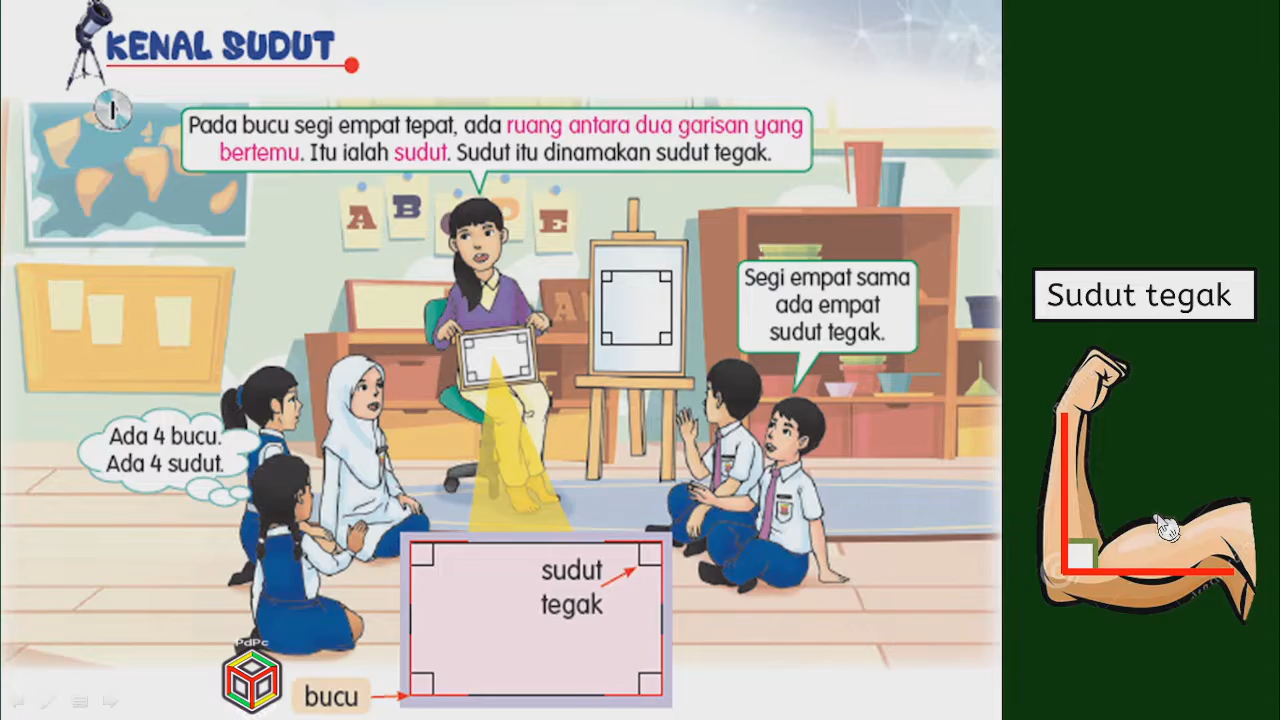 KENAL SUDUT
1
Pada bucu segi empat tepat, ada ruang antara dua garisan yang
bertemu. Itu ialah sudut. Sudut itu dinamakan sudut tegak.
A B E
Segi empat sama
ada empat
sudut tegak.
Sudut tegak
Ada 4 bucu.
Ada 4 sudut.
sudut
tegak
PdPc
bucu